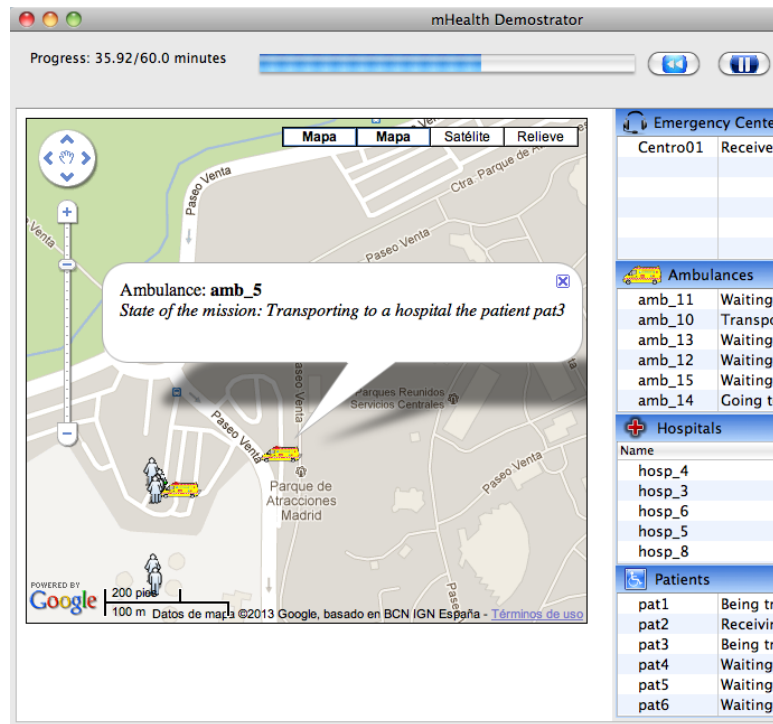 mHealth Demostrator
Progress: 35.92/60.0 minutes
Mapa
Mapa
Satélite
Relieve
Paseo Venta
Ctra. Parque de
Venta
Paseo Venta
Ambulance: amb_5
State of the mission: Transporting to a hospital the patient pat3
Paseo Venta
Parques Reunidos
Servicios Centrales
Paseo Venta
Paseo Venta
Parque de
Atracciones
Madrid
Paseo
POWERED BY
Google
200 pies
100 m
Datos de mapa ©2013 Google, basado en BCN IGN España - Términos de uso
Emergency Cente
Centro01 Receive
Ambulances
amb_11 Waiting
amb_10 Transpo
amb_13 Waiting
amb_12 Waiting
amb_15 Waiting
amb_14 Going t
Hospitals
Name
hosp_4
hosp_3
hosp_6
hosp_5
hosp_8
Patients
pat1 Being tr
pat2 Receivin
pat3 Being tr
pat4 Waiting
pat5 Waiting
pat6 Waiting